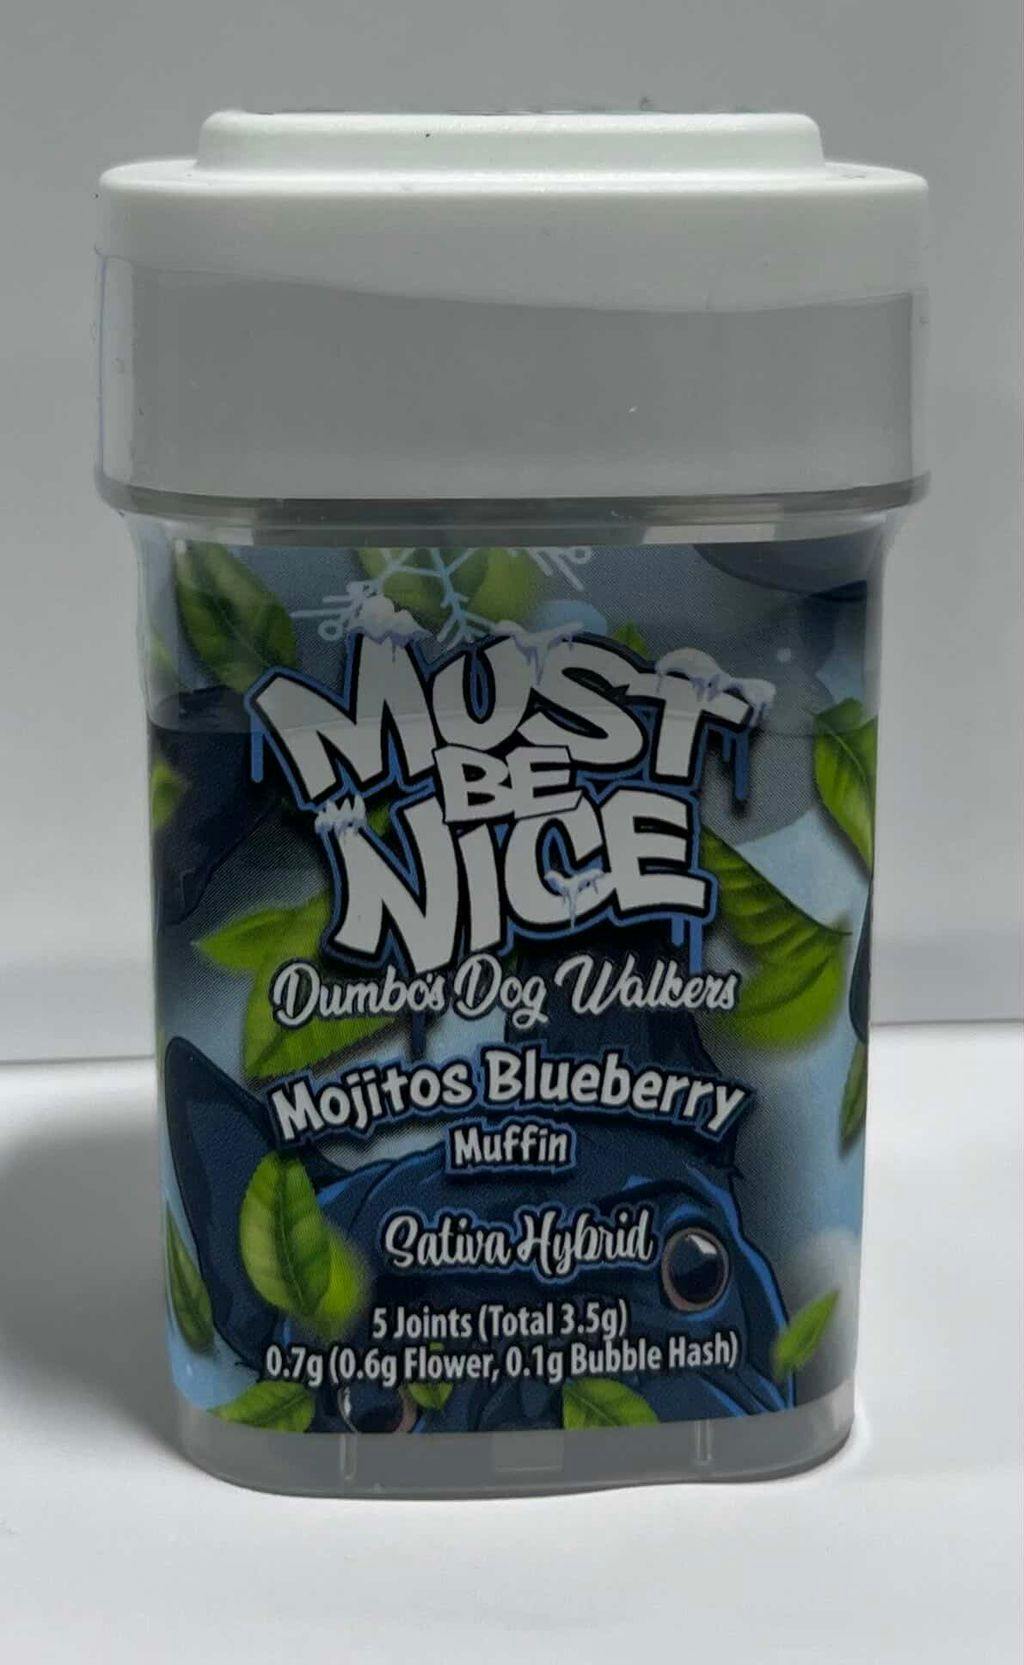 MUST
BE
NICE
Dumbo's Dog Walkers
Mojitos Blueberry
Muffin
Sativa Hybrid
5 Joints (Total 3.5g)
0.7g (0.6g Flower, 0.1g Bubble Hash)